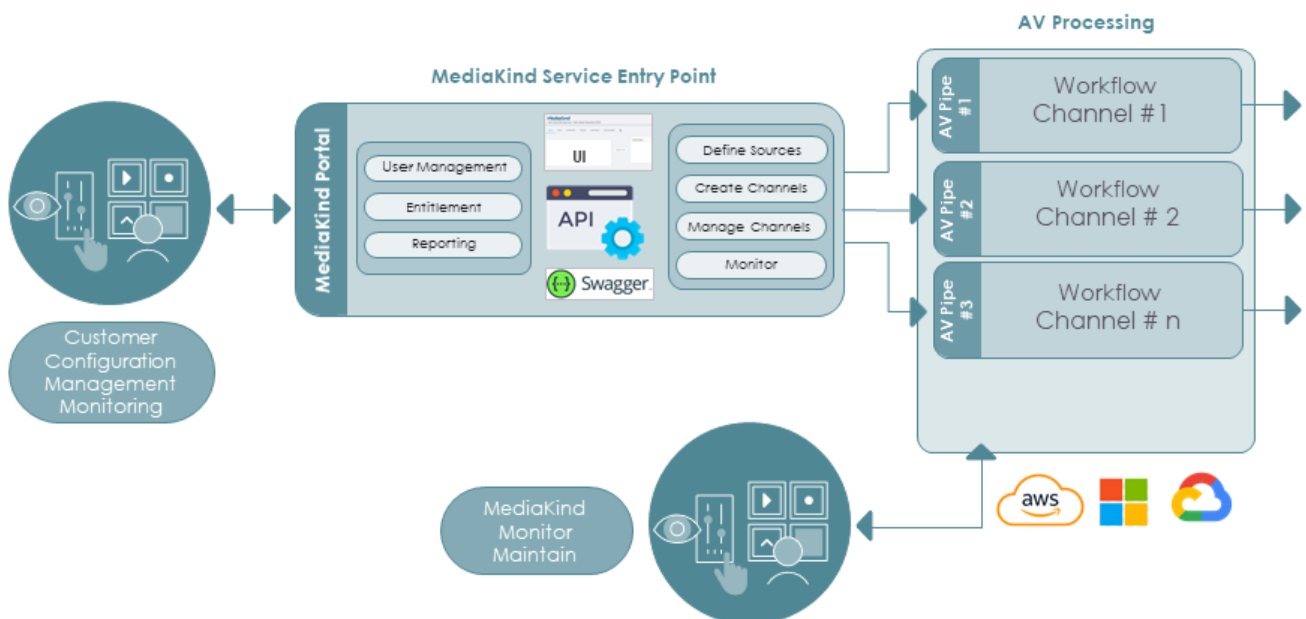 AV Processing
MediaKind Service Entry Point
MediaKind Portal
User Management
Entitlement
Reporting
UI
API
Swagger.
Define Sources
Create Channels
Manage Channels
Monitor
AV Pipe
#1
Workflow
Channel #1
AV Pipe
#2
Workflow
Channel # 2
AV Pipe
#3
Workflow
Channel # n
Customer
Configuration
Management
Monitoring
MediaKind
Monitor
Maintain
aws